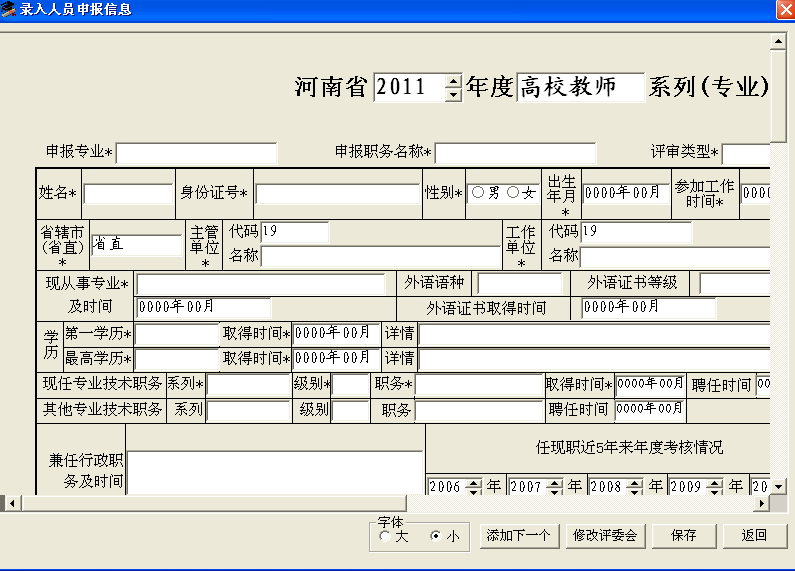 录入人员申报信息
河南省 2011 年度 高校教师 系列(专业)
申报专业* 申报职务名称* 评审类型*
姓名* 身份证号* 性别* 男 女 出生年月* 0000年00月 参加工作时间* 000
省辖市(省直)* 省直 主管单位* 代码 19 名称 工作单位* 代码 19 名称
现从事专业* 外语语种 外语证书等级
及时间 0000年00月 外语证书取得时间 0000年00月
学历 第一学历* 取得时间* 0000年00月 详情
最高学历* 取得时间* 0000年00月 详情
现任专业技术职务 系列* 级别* 职务* 取得时间* 0000年00月 聘任时间 00
其他专业技术职务 系列 级别 职务 聘任时间 0000年00月
兼任行政职务及时间 任现职近5年来年度考核情况
2006 年 2007 年 2008 年 2009 年 20
字体
大 小 添加下一个 修改评委会 保存 返回